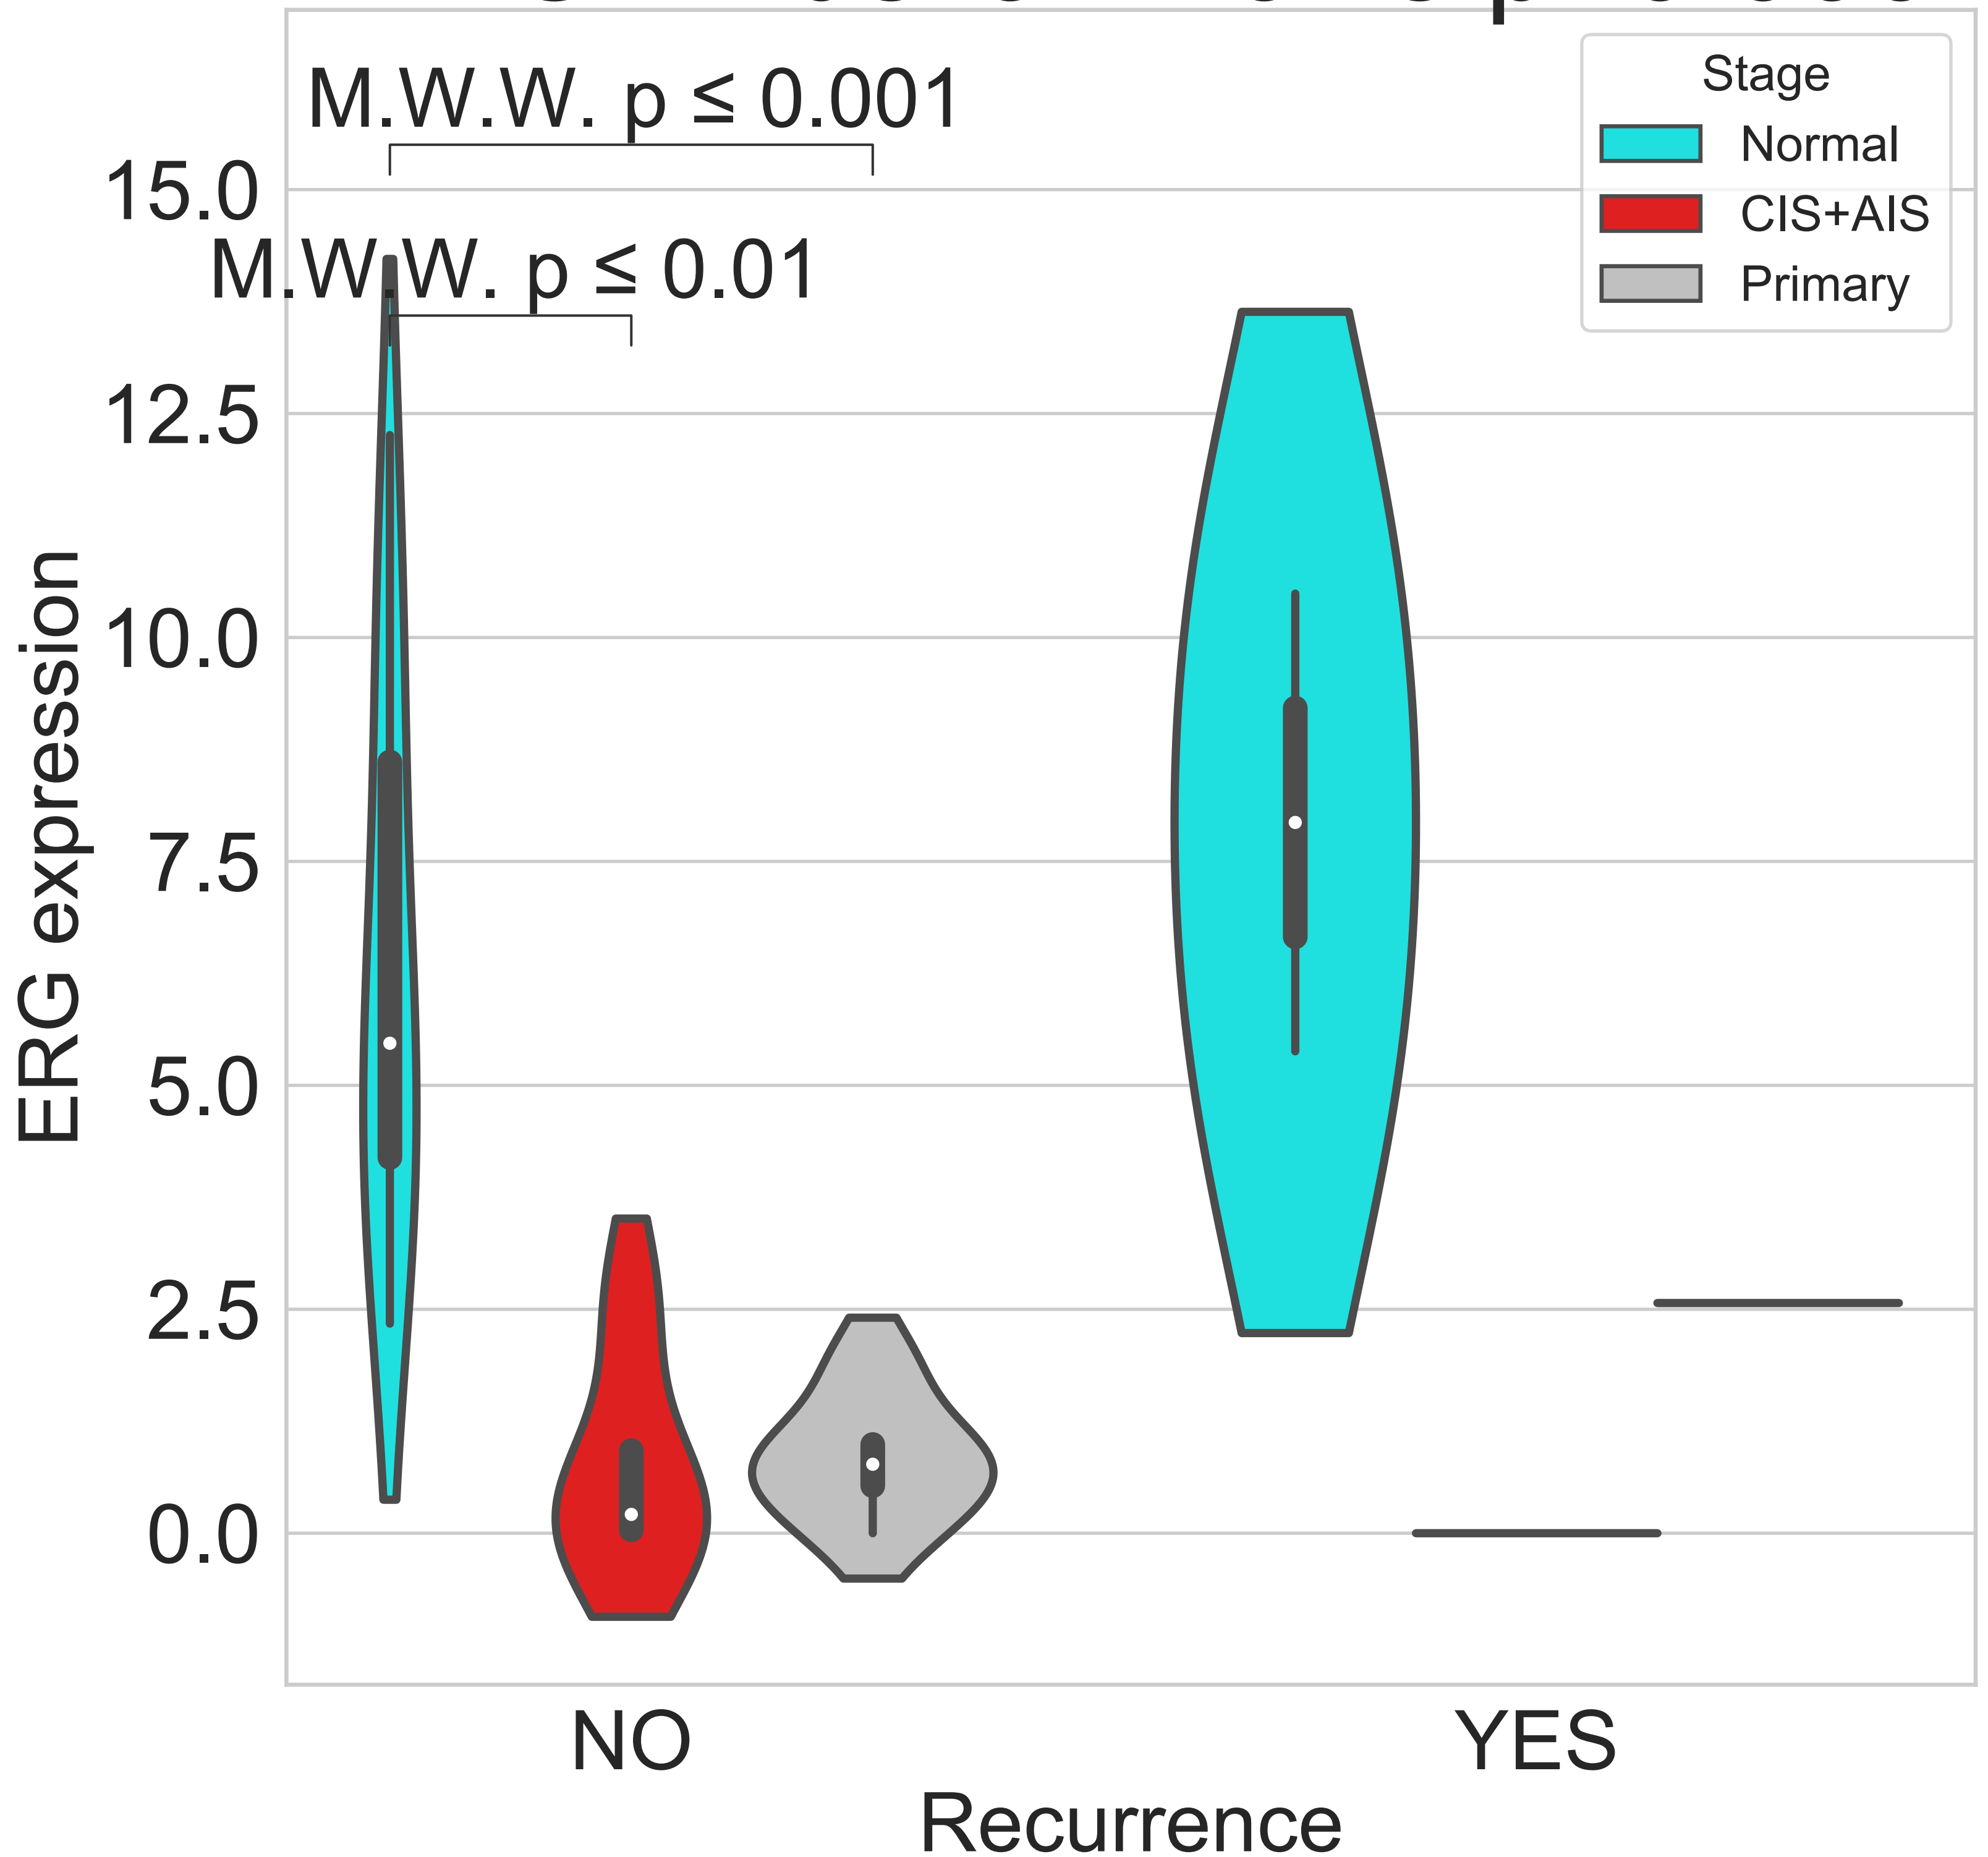 M.W.W. p ≤ 0.001
M.W.W. p ≤ 0.01
Stage
Normal
CIS+AIS
Primary
15.0
12.5
10.0
7.5
5.0
2.5
0.0
ERG expression
NO
YES
Recurrence